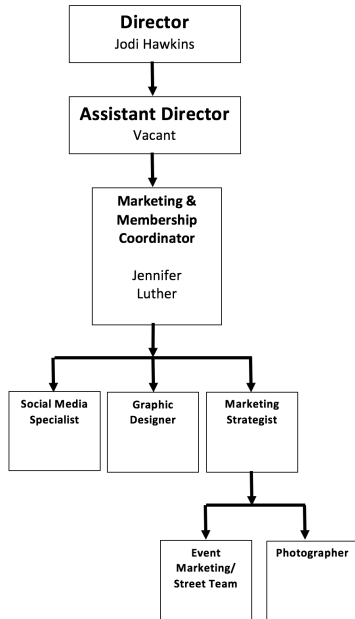 Director
Jodi Hawkins
Assistant Director
Vacant
Marketing &
Membership
Coordinator
Jennifer
Luther
Social Media
Specialist
Graphic
Designer
Marketing
Strategist
Event
Marketing/
Street Team
Photographer